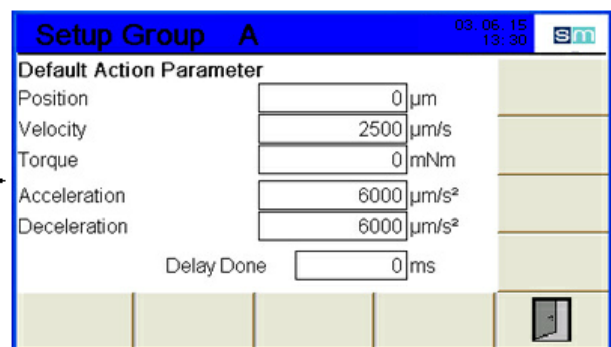 Setup Group A 03. 06. 15
13: 30 sm
Default Action Parameter
Position 0 µm
Velocity 2500 µm/s
Torque 0 mNm
Acceleration 6000 µm/s²
Deceleration 6000 µm/s²
Delay Done 0 ms